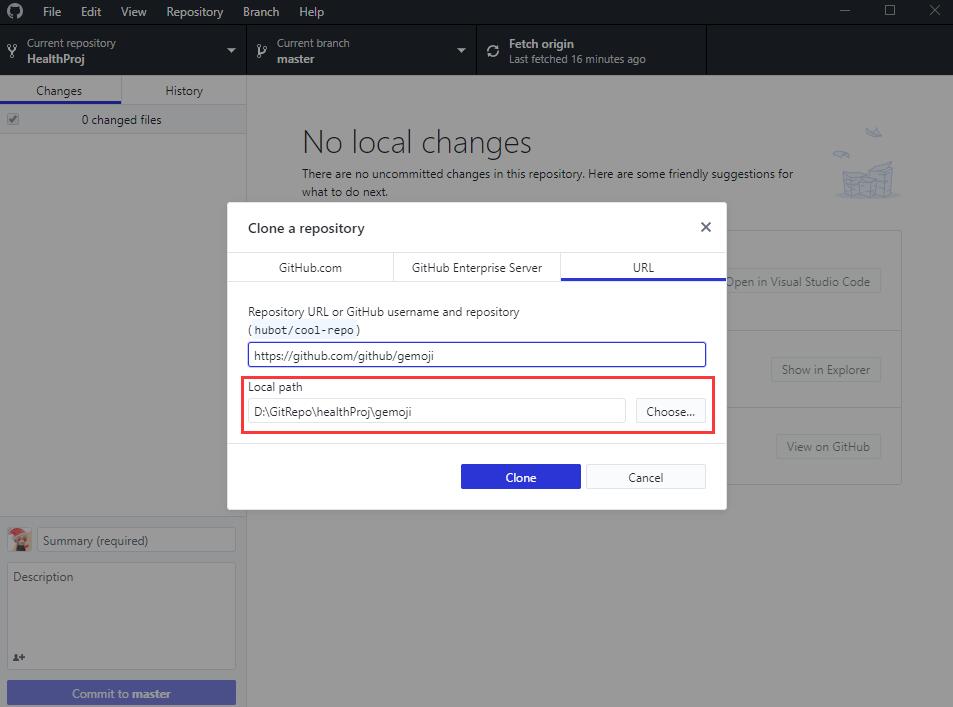 File Edit View Repository Branch Help
Current repository
HealthProj
Current branch
master
Fetch origin
Last fetched 16 minutes ago
Changes
History
0 changed files
No local changes
There are no uncommitted changes in this repository. Here are some friendly suggestions for
what to do next.
Clone a repository
GitHub.com
GitHub Enterprise Server
URL
Open in Visual Studio Code
Repository URL or GitHub username and repository
(hubot/cool-repo)
https://github.com/github/gemoji
Show in Explorer
Local path
D:\GitRepo\healthProj\gemoji
Choose...
View on GitHub
Clone
Cancel
Summary (required)
Description
Commit to master